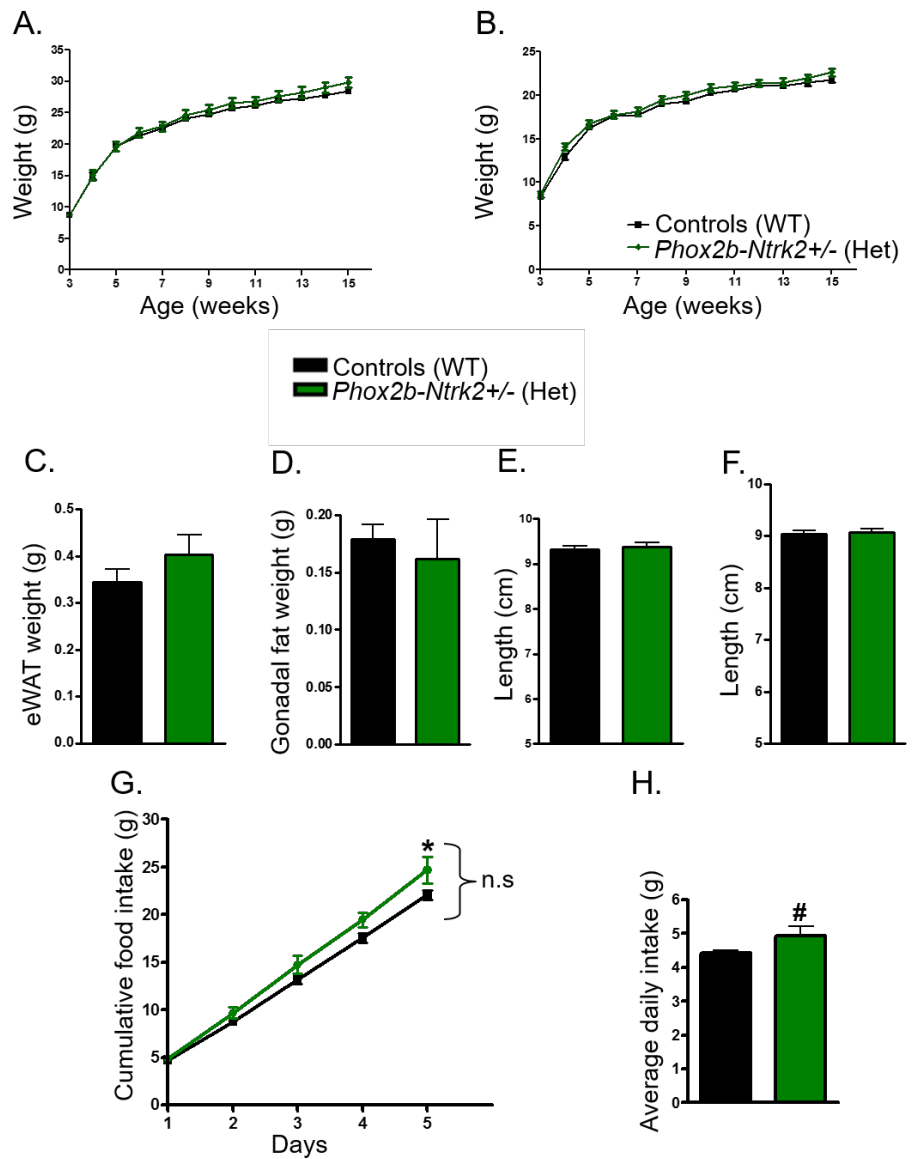 A.
35
30
25
20
15
10
5
0
Weight (g)
3 5 7 9 11 13 15
Age (weeks)
B.
25
20
15
10
5
0
Weight (g)
Controls (WT)
Phox2b-Ntrk2+/- (Het)
3 5 7 9 11 13 15
Age (weeks)
Controls (WT)
Phox2b-Ntrk2+/- (Het)
C.
0.5
0.4
0.3
0.2
0.1
0.0
eWAT weight (g)
D.
0.20
0.15
0.10
0.05
0.00
Gonadal fat weight (g)
E.
10
9
8
7
6
5
Length (cm)
F.
10
9
8
7
6
5
Length (cm)
G.
30
25
20
15
10
5
0
Cumulative food intake (g)
*
n.s
1 2 3 4 5
Days
H.
6
5
4
3
2
1
0
Average daily intake (g)
#